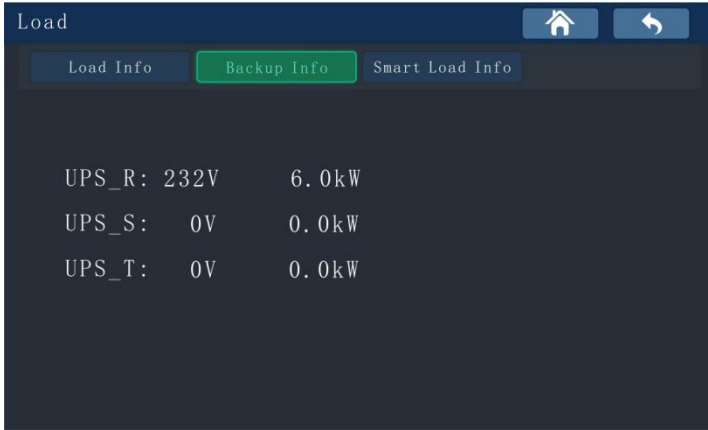 Load
Load Info Backup Info Smart Load Info
UPS_R: 232V 6.0kW
UPS_S: 0V 0.0kW
UPS_T: 0V 0.0kW